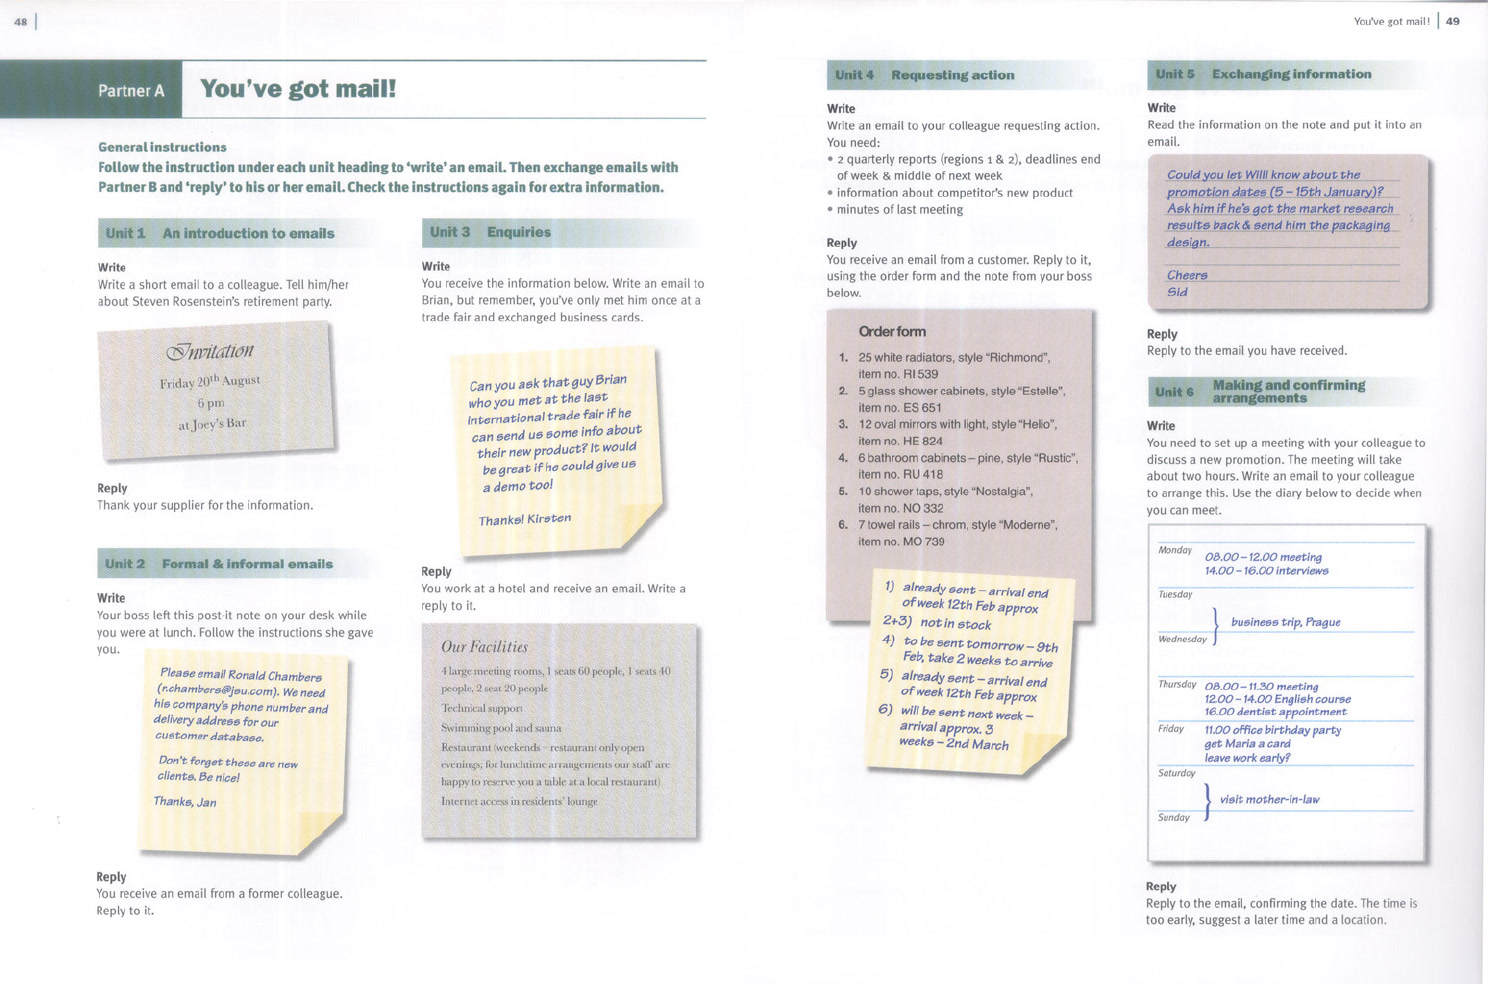 48
Partner A
You've got mail!
General instructions
Follow the instruction under each unit heading to 'write' an email. Then exchange emails with
Partner B and 'reply' to his or her email. Check the instructions again for extra information.
Unit 1 An introduction to emails
Write
Write a short email to a colleague. Tell him/her
about Steven Rosenstein's retirement party.
Invitation
Friday 20th August
6 pm
at Joey's Bar
Reply
Thank your supplier for the information.
Unit 2 Formal & informal emails
Write
Your boss left this post-it note on your desk while
you were at lunch. Follow the instructions she gave
you.
Please email Ronald Chambers
(r.chambers@jsu.com). We need
his company's phone number and
delivery address for our
customer database.
Don't forget these are new
clients. Be nice!
Thanks, Jan
Reply
You receive an email from a former colleague.
Reply to it.
Unit 3 Enquiries
Write
You receive the information below. Write an email to
Brian, but remember, you've only met him once at a
trade fair and exchanged business cards.
Can you ask that guy Brian
who you met at the last
International trade fair if he
can send us some info about
their new product? It would
be great if he could give us
a demo too!
Thanks! Kirsten
Reply
You work at a hotel and receive an email. Write a
reply to it.
Our Facilities
4 large meeting rooms, 1 seats 60 people, 1 seats 40
people, 2 seat 20 people
Technical support
Swimming pool and sauna
Restaurant (weekends – restaurant only open
evenings; for lunchtime arrangements our staff are
happy to reserve you a table at a local restaurant)
Internet access in residents' lounge
You've got mail! 49
Unit 4 Requesting action
Write
Write an email to your colleague requesting action.
You need:
• 2 quarterly reports (regions 1 & 2), deadlines end
of week & middle of next week
• information about competitor's new product
• minutes of last meeting
Reply
You receive an email from a customer. Reply to it,
using the order form and the note from your boss
below.
Order form
1. 25 white radiators, style "Richmond",
item no. RI 539
2. 5 glass shower cabinets, style "Estelle",
item no. ES 651
3. 12 oval mirrors with light, style "Helio",
item no. HE 824
4. 6 bathroom cabinets – pine, style "Rustic",
item no. RU 418
5. 10 shower taps, style "Nostalgia",
item no. NO 332
6. 7 towel rails – chrom, style "Moderne",
item no. MO 739
1) already sent – arrival end
of week 12th Feb approx
2+3) not in stock
4) to be sent tomorrow – 9th
Feb, take 2 weeks to arrive
5) already sent – arrival end
of week 12th Feb approx
6) will be sent next week –
arrival approx. 3
weeks – 2nd March
Unit 5 Exchanging information
Write
Read the information on the note and put it into an
email.
Could you let Willi know about the
promotion dates (5 – 15th January)?
Ask him if he's got the market research
results back & send him the packaging
design.
Cheers
Sid
Reply
Reply to the email you have received.
Unit 6 Making and confirming
arrangements
Write
You need to set up a meeting with your colleague to
discuss a new promotion. The meeting will take
about two hours. Write an email to your colleague
to arrange this. Use the diary below to decide when
you can meet.
Monday 08.00 – 12.00 meeting
14.00 – 16.00 interviews
Tuesday
business trip, Prague
Wednesday
Thursday 08.00 – 11.30 meeting
12.00 – 14.00 English course
16.00 dentist appointment
Friday 11.00 office birthday party
get Maria a card
leave work early?
Saturday
visit mother-in-law
Sunday
Reply
Reply to the email, confirming the date. The time is
too early, suggest a later time and a location.